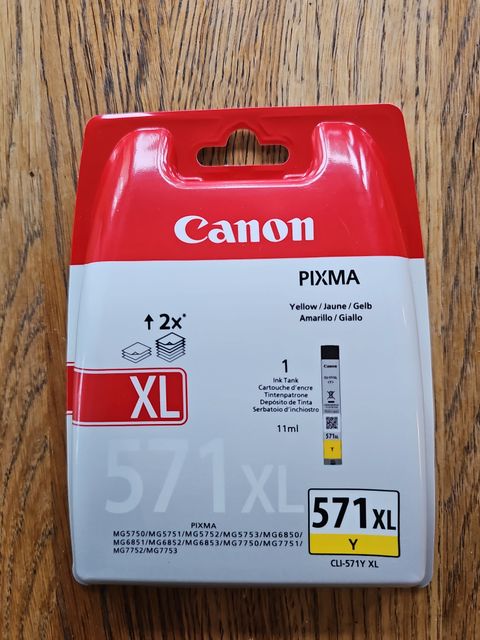 Canon
PIXMA
Yellow / Jaune / Gelb
Amarillo / Giallo
↑ 2x*
1
Ink Tank
Cartouche d'encre
Tintenpatrone
Depósito de Tinta
Serbatoio d'inchiostro
11ml
XL
571XL
Y
571XL
PIXMA
MG5750/MG5751/MG5752/MG5753/MG6850/
MG6851/MG6852/MG6853/MG7750/MG7751/
MG7752/MG7753
571XL
Y
CLI-571Y XL